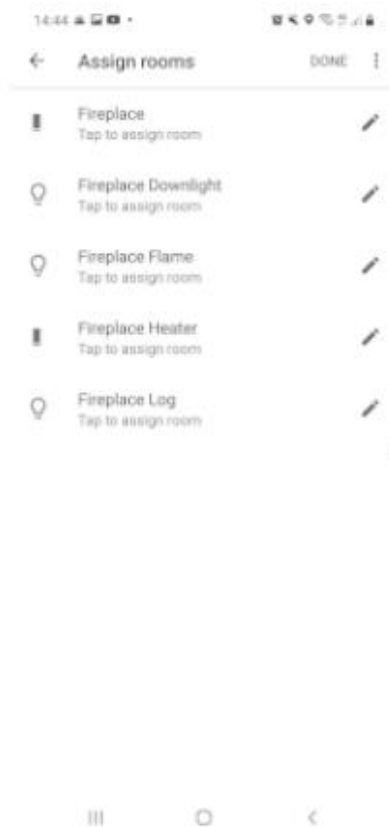 14:44
Assign rooms DONE
Fireplace
Tap to assign room
Fireplace Downlight
Tap to assign room
Fireplace Flame
Tap to assign room
Fireplace Heater
Tap to assign room
Fireplace Log
Tap to assign room